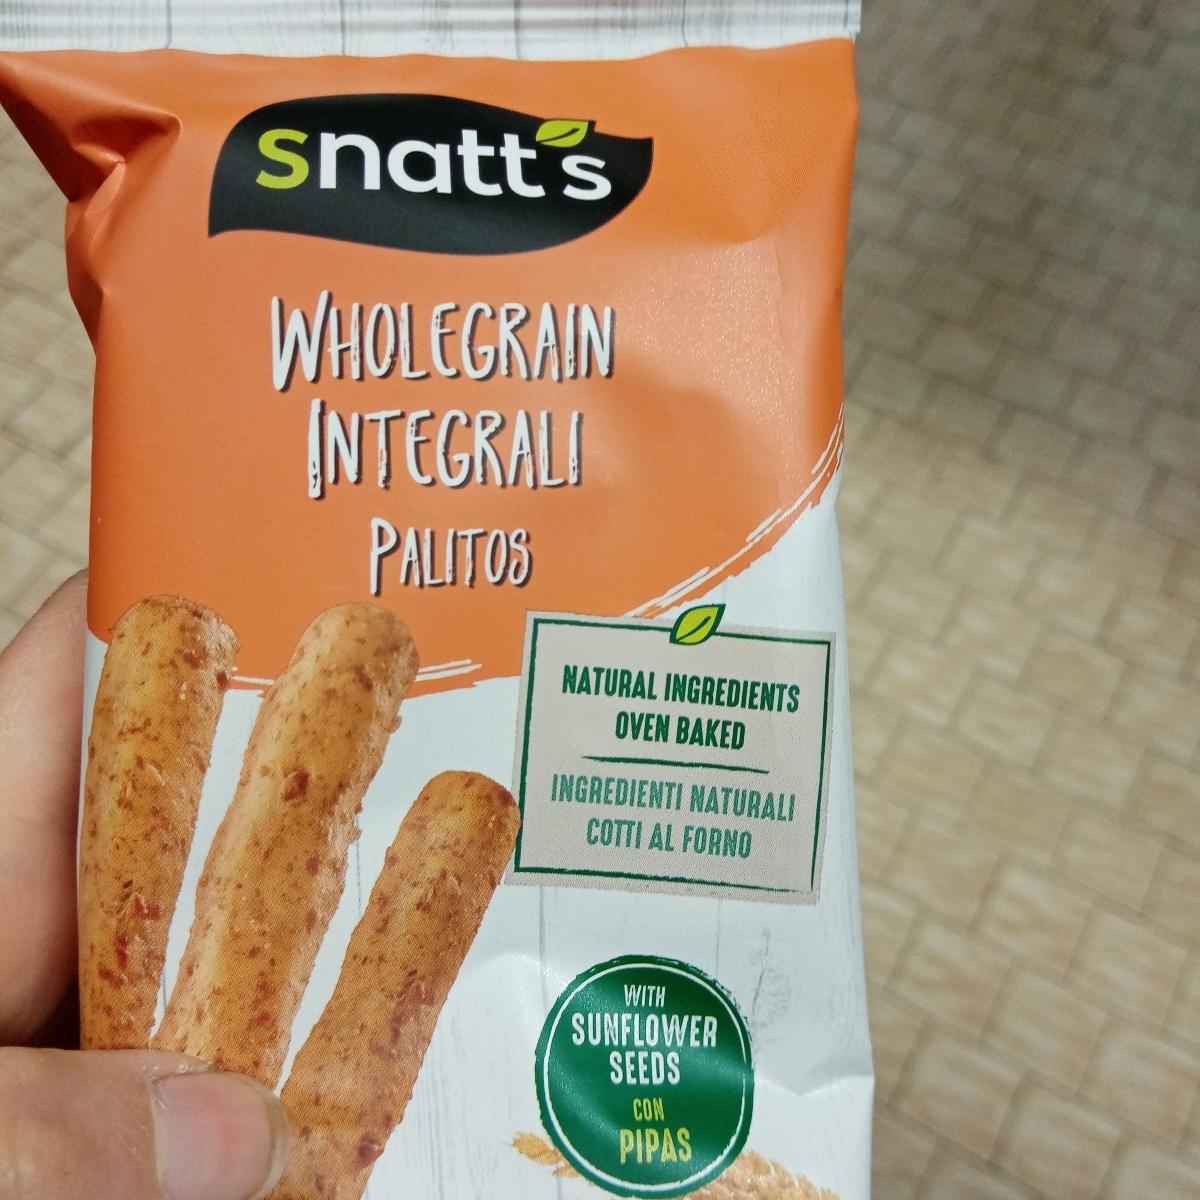 snatt's
WHOLEGRAIN
INTEGRALI
PALITOS
NATURAL INGREDIENTS
OVEN BAKED
INGREDIENTI NATURALI
COTTI AL FORNO
WITH
SUNFLOWER
SEEDS
CON
PIPAS